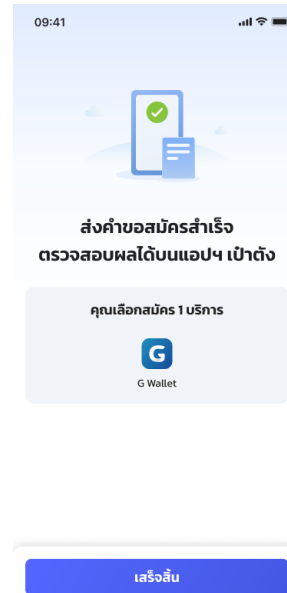 09:41
ส่งคำขอสมัครสำเร็จ
ตรวจสอบผลได้บนแอปฯ เป๋าตัง
คุณเลือกสมัคร 1 บริการ
G
G Wallet
เสร็จสิ้น